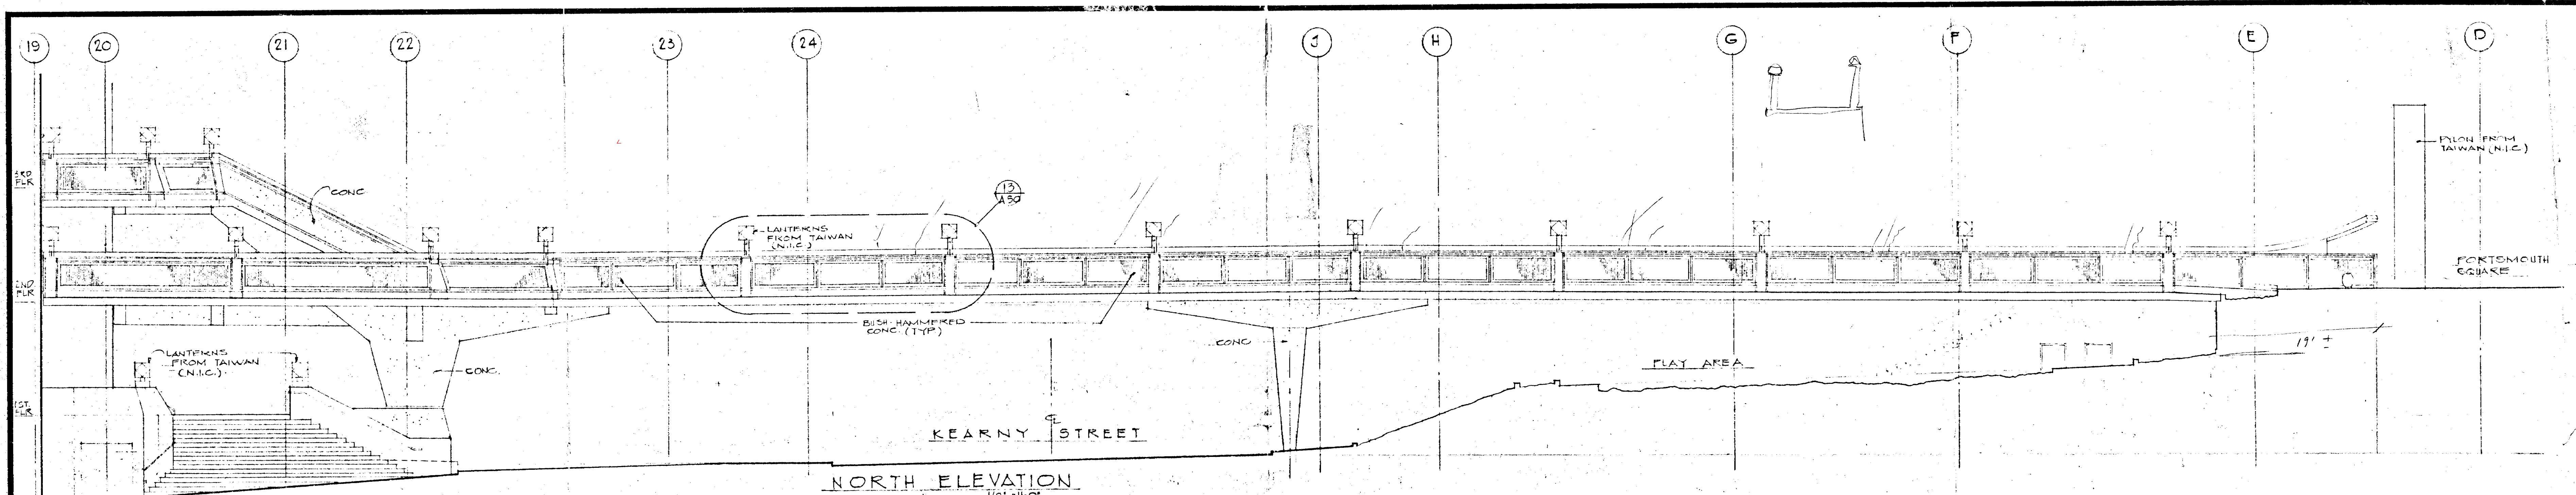 19 20 21 22 23 24 J H G F E D
PYLON FROM
TAIWAN (N.I.C.)
3RD
FLR
CONC
13
A30
LANTERNS
FROM TAIWAN
(N.I.C.)
2ND
FLR
PORTSMOUTH
SQUARE
BUSH-HAMMERED
CONC. (TYP)
CONC
LANTERNS
FROM TAIWAN
(N.I.C.)
CONC.
PLAY AREA
19' ±
1ST
FLR
KEARNY STREET
NORTH ELEVATION